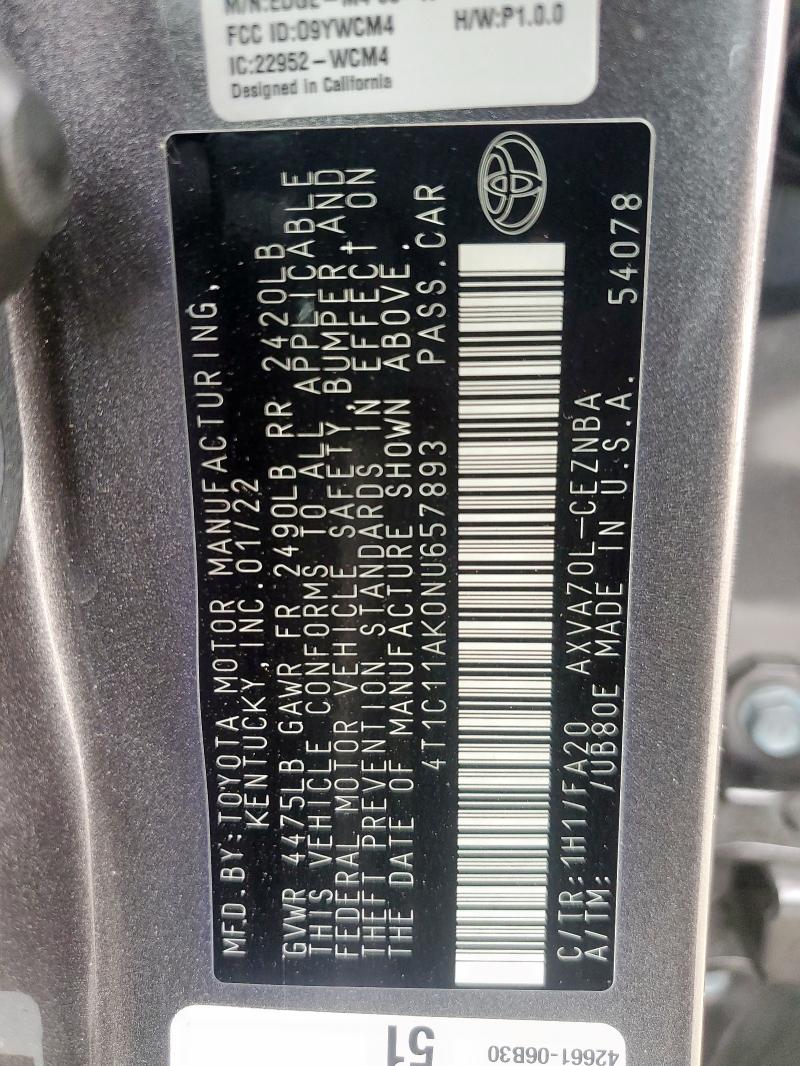 FCC ID:O9YWCM4
H/W:P1.0.0
IC:22952-WCM4
Designed in California
MFD.BY:TOYOTA MOTOR MANUFACTURING,
KENTUCKY, INC.01/22
GVWR 4475LB GAWR FR 2490LB RR 2420LB
THIS VEHICLE CONFORMS TO ALL APPLICABLE
FEDERAL MOTOR VEHICLE SAFETY, BUMPER, AND
THEFT PREVENTION STANDARDS IN EFFECT ON
THE DATE OF MANUFACTURE SHOWN ABOVE.
4T1C11AK0NU657893 PASS.CAR
C/TR:1H1/FA20 AXVA70L-CEZNBA
A/TM: /UB80E MADE IN U.S.A. 54078
51
42661-06B30